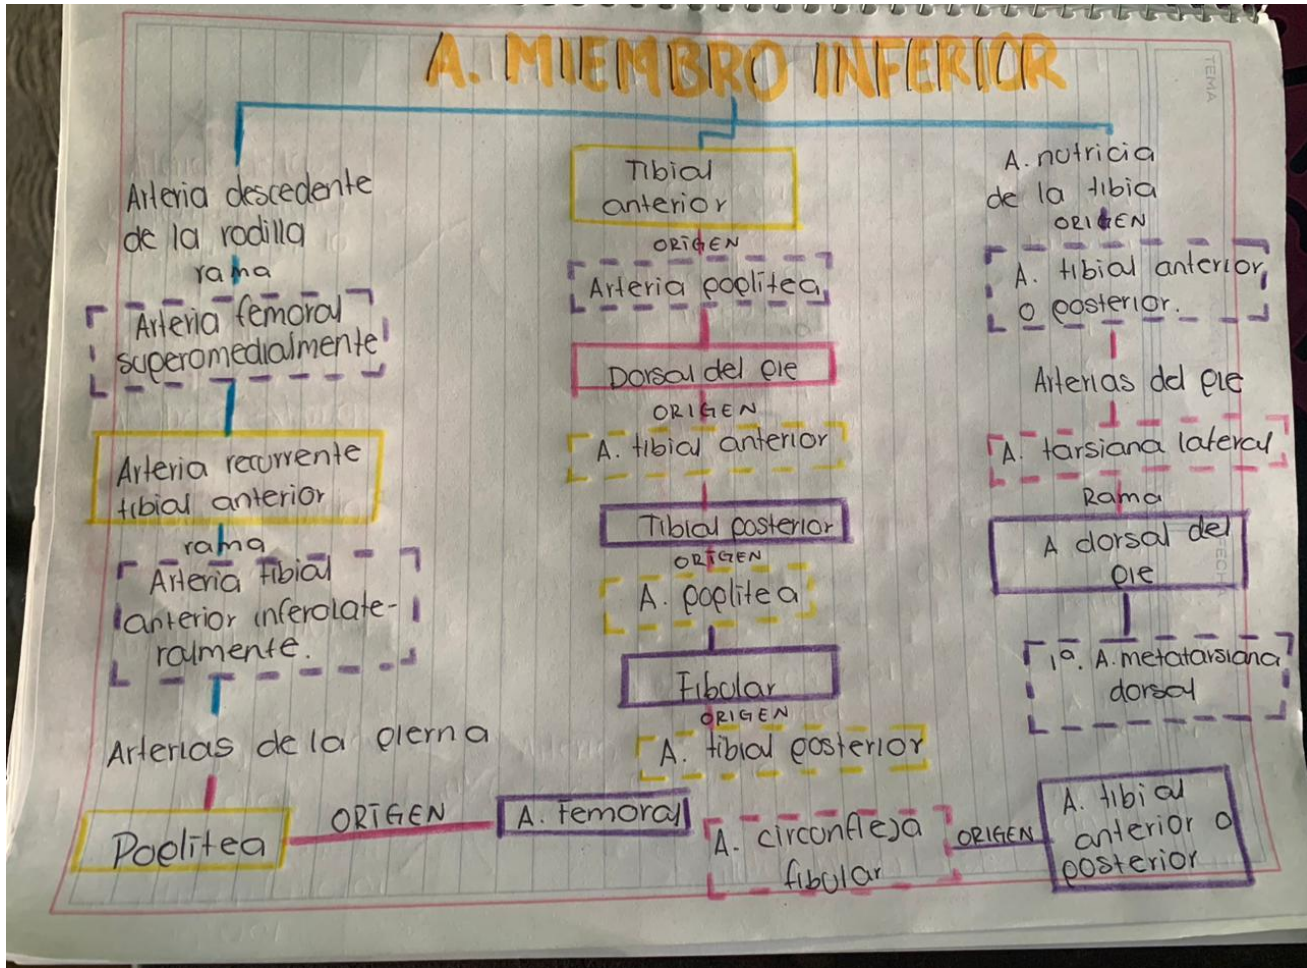 A. MIEMBRO INFERIOR
TEMA
Arteria descedente
de la rodilla
rama
Arteria femoral
superomedialmente
Arteria recurrente
tibial anterior
rama
Arteria tibial
anterior inferolate-
ralmente.
Arterias de la pierna
Poplitea
ORIGEN
A. femoral
Tibial
anterior
ORIGEN
Arteria poplitea
Dorsal del pie
ORIGEN
A. tibial anterior
Tibial posterior
ORIGEN
A. poplitea
Fibular
ORIGEN
A. tibial posterior
A. circonfleja
fibular
ORIGEN
A. tibial
anterior o
posterior
A. nutricia
de la tibia
ORIGEN
A. tibial anterior
o posterior.
Arterias del pie
A. tarsiana lateral
Rama
A dorsal del
pie
1ª. A. metatarsiana
dorsal